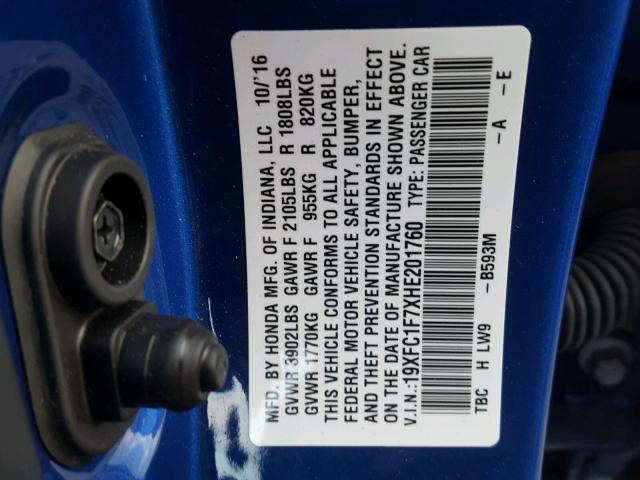 MFD. BY HONDA MFG. OF INDIANA, LLC 10/'16
GVWR 3902LBS GAWR F 2105LBS R 1808LBS
GVWR 1770KG GAWR F 955KG R 820KG
THIS VEHICLE CONFORMS TO ALL APPLICABLE
FEDERAL MOTOR VEHICLE SAFETY, BUMPER,
AND THEFT PREVENTION STANDARDS IN EFFECT
ON THE DATE OF MANUFACTURE SHOWN ABOVE.
V.I.N.:19XFC1F7XHE201760 TYPE: PASSENGER CAR
TBC H LW9 -B593M -A -E